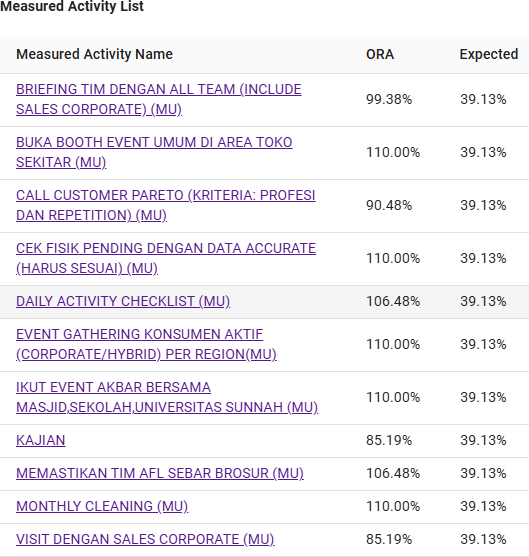 Measured Activity List
Measured Activity Name ORA Expected
BRIEFING TIM DENGAN ALL TEAM (INCLUDE
SALES CORPORATE) (MU) 99.38% 39.13%
BUKA BOOTH EVENT UMUM DI AREA TOKO
SEKITAR (MU) 110.00% 39.13%
CALL CUSTOMER PARETO (KRITERIA: PROFESI
DAN REPETITION) (MU) 90.48% 39.13%
CEK FISIK PENDING DENGAN DATA ACCURATE
(HARUS SESUAI) (MU) 110.00% 39.13%
DAILY ACTIVITY CHECKLIST (MU) 106.48% 39.13%
EVENT GATHERING KONSUMEN AKTIF
(CORPORATE/HYBRID) PER REGION(MU) 110.00% 39.13%
IKUT EVENT AKBAR BERSAMA
MASJID,SEKOLAH,UNIVERSITAS SUNNAH (MU) 110.00% 39.13%
KAJIAN 85.19% 39.13%
MEMASTIKAN TIM AFL SEBAR BROSUR (MU) 106.48% 39.13%
MONTHLY CLEANING (MU) 110.00% 39.13%
VISIT DENGAN SALES CORPORATE (MU) 85.19% 39.13%